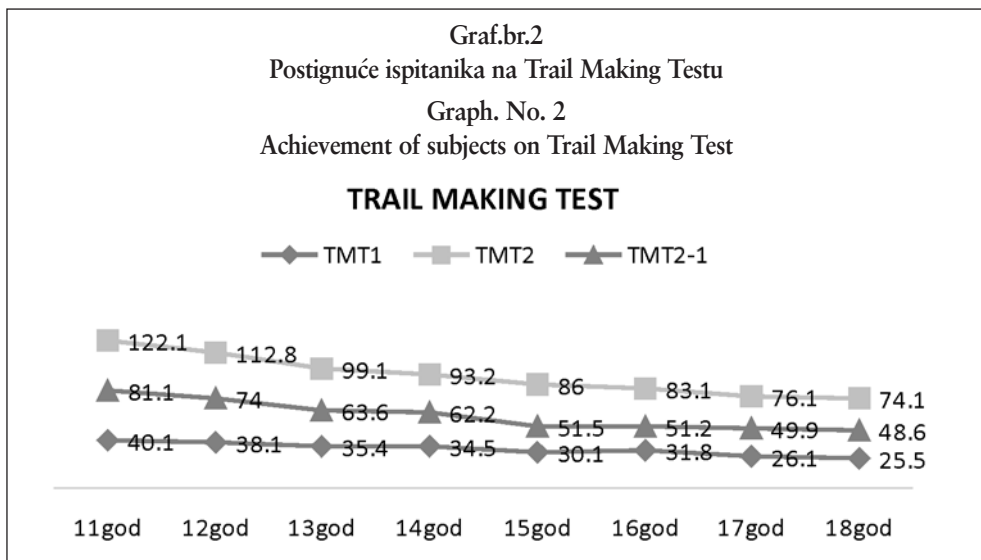 Graf.br.2
Postignuće ispitanika na Trail Making Testu
Graph. No. 2
Achievement of subjects on Trail Making Test
TRAIL MAKING TEST
TMT1 TMT2 TMT2-1
122.1 112.8 99.1 93.2 86 83.1 76.1 74.1
81.1 74 63.6 62.2 51.5 51.2 49.9 48.6
40.1 38.1 35.4 34.5 30.1 31.8 26.1 25.5
11god 12god 13god 14god 15god 16god 17god 18god